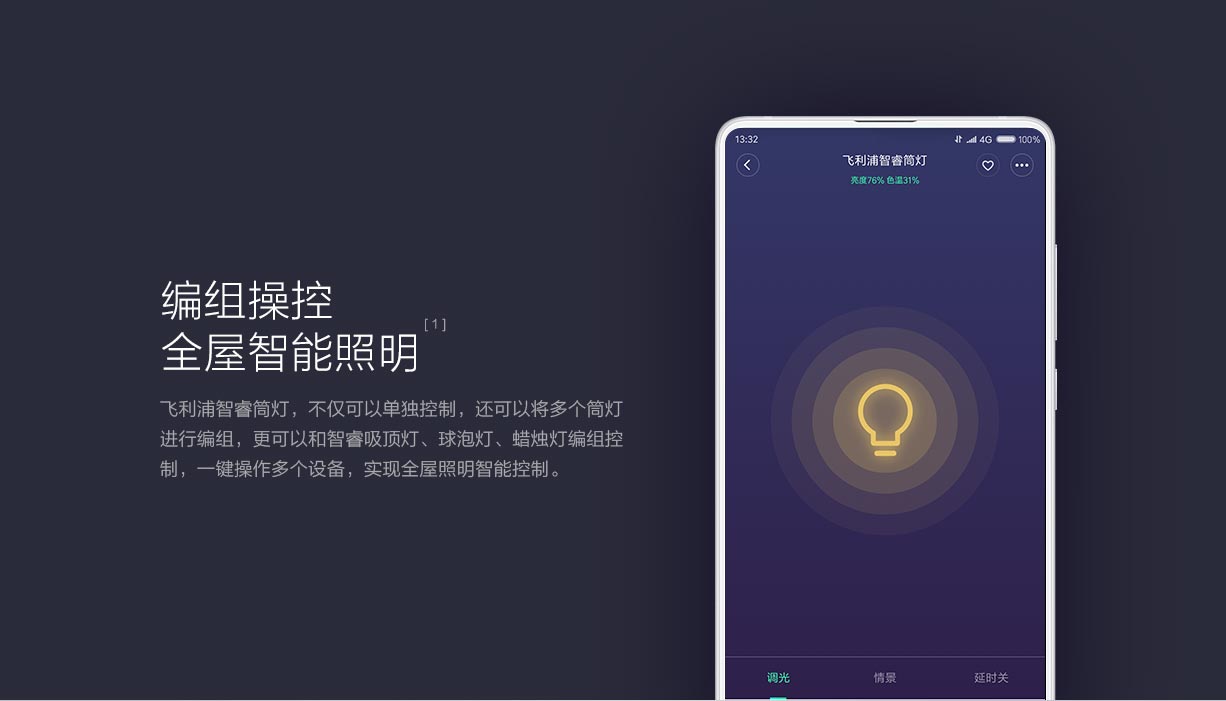 编组操控
全屋智能照明[1]
飞利浦智睿筒灯，不仅可以单独控制，还可以将多个筒灯
进行编组，更可以和智睿吸顶灯、球泡灯、蜡烛灯编组控
制，一键操作多个设备，实现全屋照明智能控制。
13:32
4G 100%
飞利浦智睿筒灯
亮度76% 色温31%
调光 情景 延时关